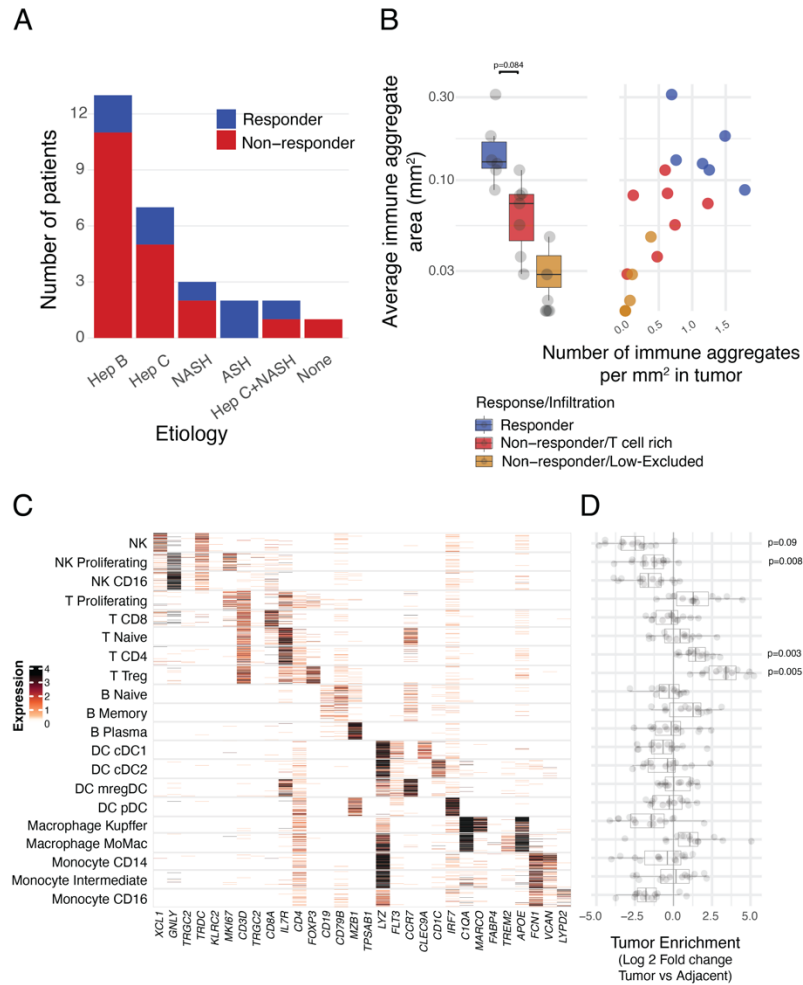 A
Number of patients
12
9
6
3
0
Responder
Non-responder
Hep B
Hep C
NASH
ASH
Hep C+NASH
None
Etiology
B
p=0.084
Average immune aggregate
area (mm²)
0.30
0.10
0.03
0.0
0.5
1.0
1.5
Number of immune aggregates
per mm² in tumor
Response/Infiltration
Responder
Non-responder/T cell rich
Non-responder/Low-Excluded
C
Expression
4
3
2
1
0
NK
NK Proliferating
NK CD16
T Proliferating
T CD8
T Naive
T CD4
T Treg
B Naive
B Memory
B Plasma
DC cDC1
DC cDC2
DC mregDC
DC pDC
Macrophage Kupffer
Macrophage MoMac
Monocyte CD14
Monocyte Intermediate
Monocyte CD16
XCL1
GNLY
TRGC2
TRDC
KLRC2
MKI67
CD3D
TRGC2
CD8A
IL7R
CD4
FOXP3
CD19
CD79B
MZB1
TPSAB1
LYZ
FLT3
CCR7
CLEC9A
CD1C
IRF7
C1QA
MARCO
FABP4
TREM2
APOE
FCN1
VCAN
LYPD2
D
p=0.09
p=0.008
p=0.003
p=0.005
−5.0
−2.5
0.0
2.5
5.0
Tumor Enrichment
(Log 2 Fold change
Tumor vs Adjacent)